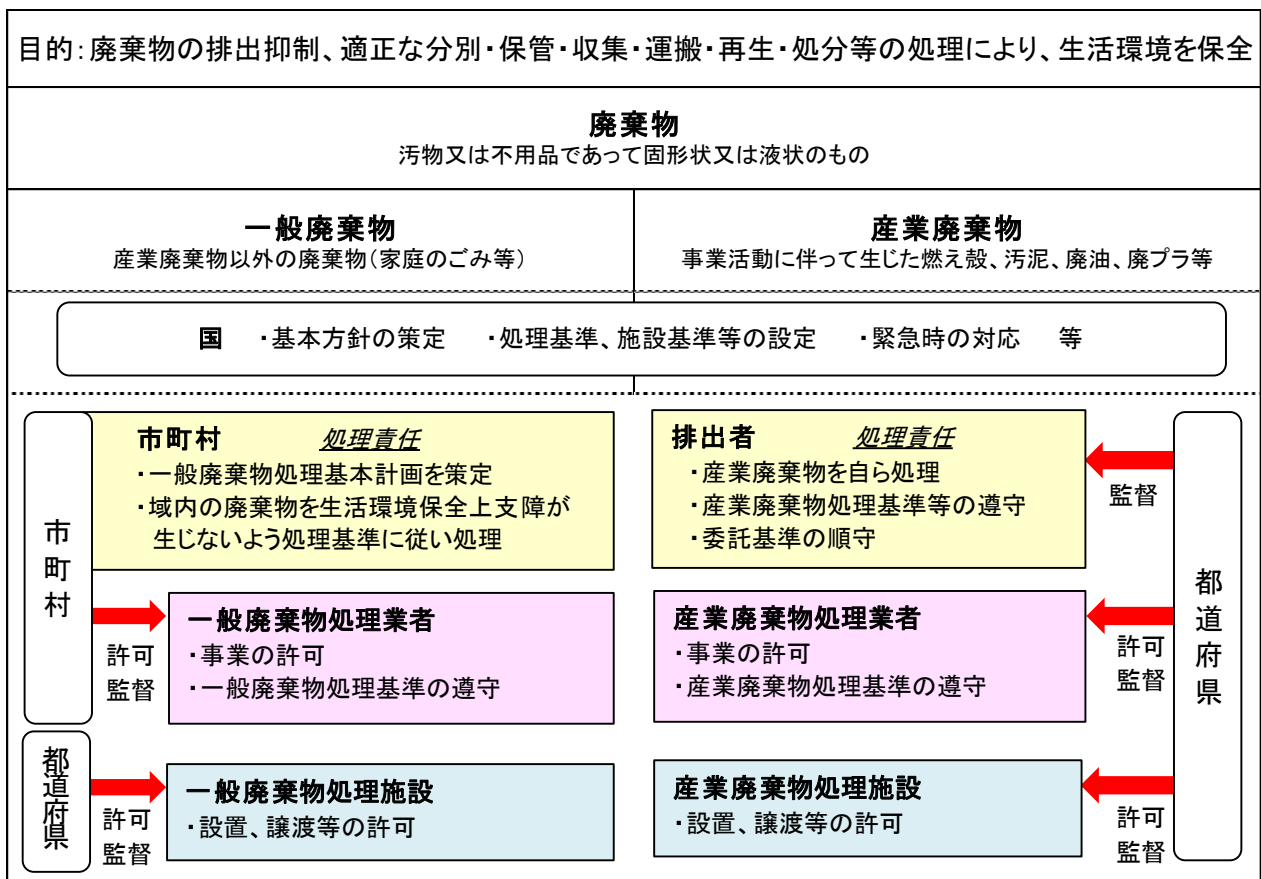 目的：廃棄物の排出抑制、適正な分別・保管・収集・運搬・再生・処分等の処理により、生活環境を保全
廃棄物
汚物又は不用品であって固形状又は液状のもの
一般廃棄物
産業廃棄物以外の廃棄物（家庭のごみ等）
産業廃棄物
事業活動に伴って生じた燃え殻、汚泥、廃油、廃プラ等
国　・基本方針の策定　・処理基準、施設基準等の設定　・緊急時の対応　等
市町村
市町村　処理責任
・一般廃棄物処理基本計画を策定
・域内の廃棄物を生活環境保全上支障が
生じないよう処理基準に従い処理
許可
監督
一般廃棄物処理業者
・事業の許可
・一般廃棄物処理基準の遵守
都道府県
許可
監督
一般廃棄物処理施設
・設置、譲渡等の許可
排出者　処理責任
・産業廃棄物を自ら処理
・産業廃棄物処理基準等の遵守
・委託基準の順守
監督
産業廃棄物処理業者
・事業の許可
・産業廃棄物処理基準の遵守
許可
監督
産業廃棄物処理施設
・設置、譲渡等の許可
許可
監督
都道府県